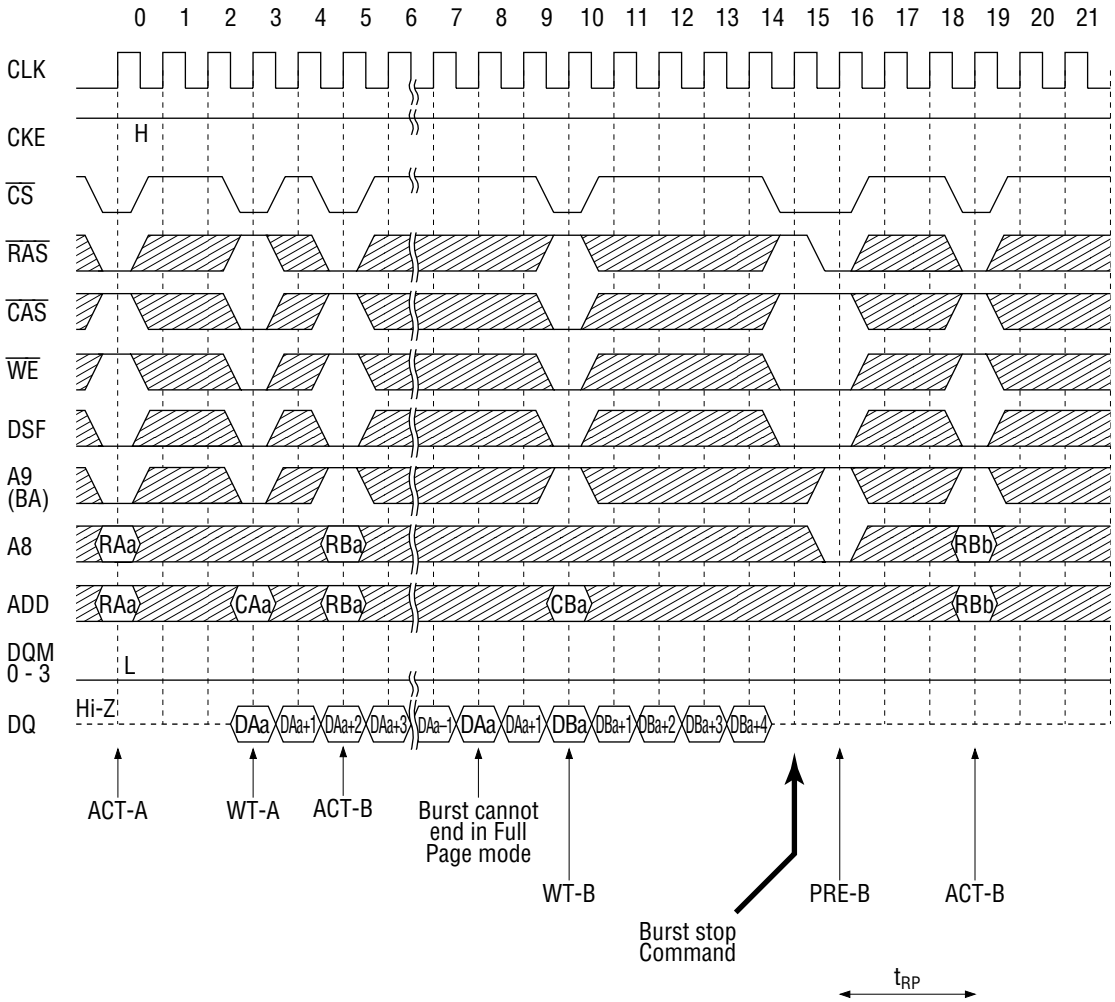 0 1 2 3 4 5 6 7 8 9 10 11 12 13 14 15 16 17 18 19 20 21
CLK
CKE H
CS
RAS
CAS
WE
DSF
A9
(BA)
A8 RAa RBa RBb
ADD RAa CAa RBa CBa RBb
DQM
0 - 3 L
Hi-Z
DQ DAa DAa+1 DAa+2 DAa+3 DAa–1 DAa DAa+1 DBa DBa+1 DBa+2 DBa+3 DBa+4
ACT-A WT-A ACT-B Burst cannot
end in Full
Page mode
WT-B PRE-B ACT-B
Burst stop
Command
tRP